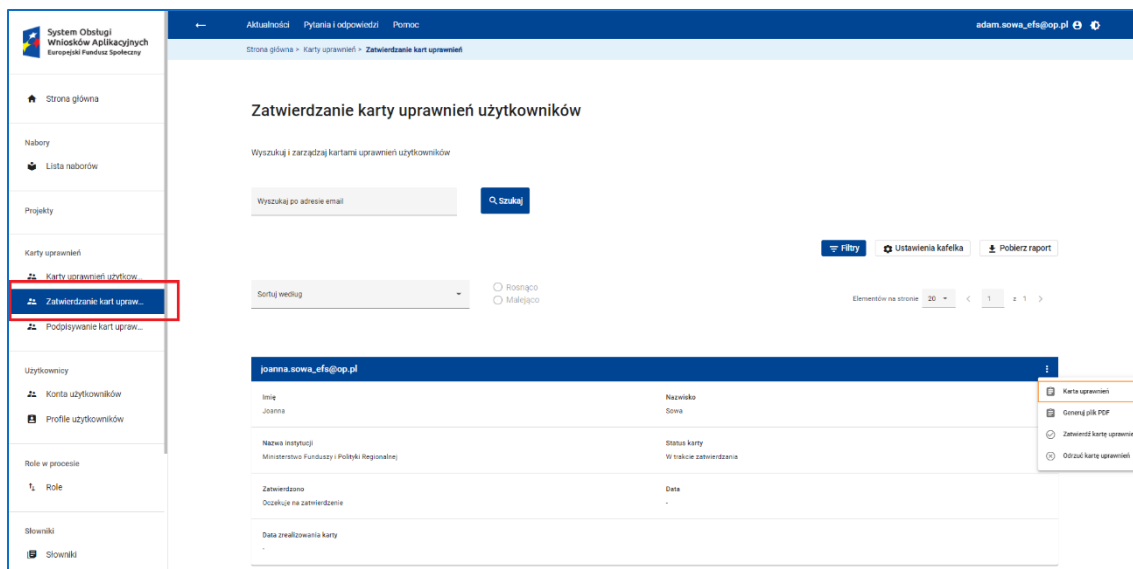 System Obsługi
Wniosków Aplikacyjnych
Europejski Fundusz Społeczny
←
Aktualności Pytania i odpowiedzi Pomoc
adam.sowa_efs@op.pl
Strona główna > Karty uprawnień > Zatwierdzanie kart uprawnień
Strona główna
Nabory
Lista naborów
Projekty
Karty uprawnień
Karty uprawnień użytkow...
Zatwierdzanie kart upraw...
Podpisywanie kart upraw...
Użytkownicy
Konta użytkowników
Profile użytkowników
Role w procesie
Role
Słowniki
Słowniki
Zatwierdzanie karty uprawnień użytkowników
Wyszukuj i zarządzaj kartami uprawnień użytkowników
Wyszukaj po adresie email
Szukaj
Filtry Ustawienia kafelka Pobierz raport
Sortuj według
Rosnąco
Malejąco
Elementów na stronie 20 < 1 z 1 >
joanna.sowa_efs@op.pl
Imię
Joanna
Nazwisko
Sowa
Nazwa instytucji
Ministerstwo Funduszy i Polityki Regionalnej
Status karty
W trakcie zatwierdzania
Zatwierdzono
Oczekuje na zatwierdzenie
Data
-
Data zrealizowania karty
-
Karta uprawnień
Generuj plik PDF
Zatwierdź kartę uprawnie
Odrzuć kartę uprawnień